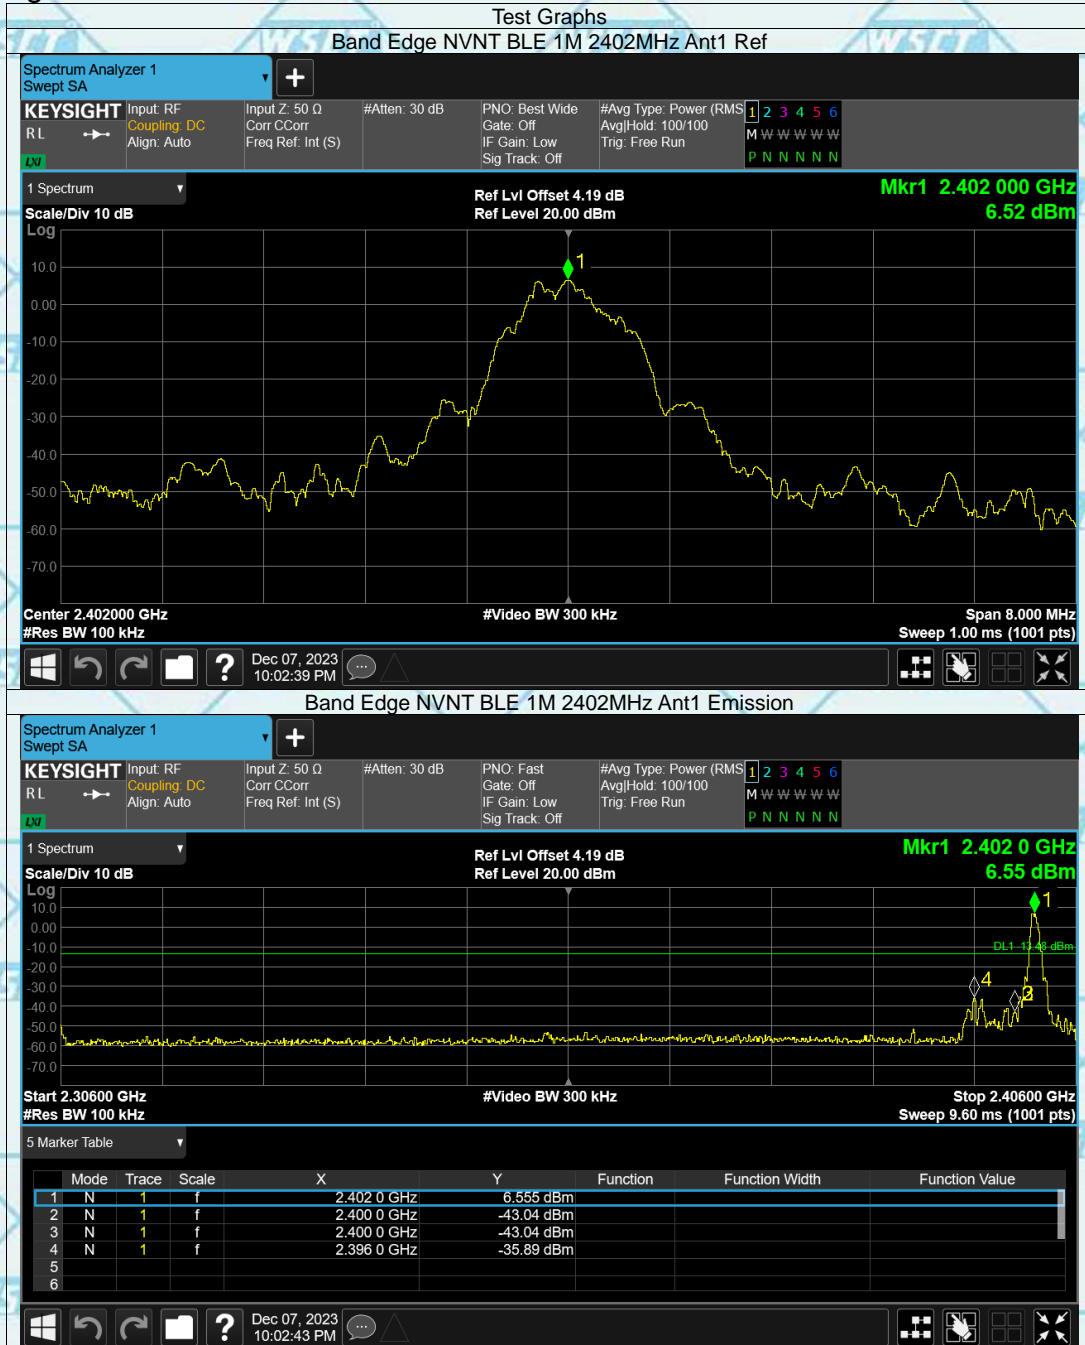 Test Graphs
Band Edge NVNT BLE 1M 2402MHz Ant1 Ref
Spectrum Analyzer 1
Swept SA
KEYSIGHT Input: RF Input Z: 50 Ω #Atten: 30 dB PNO: Best Wide #Avg Type: Power (RMS 1 2 3 4 5 6
R L Coupling: DC Corr CCorr Gate: Off Avg|Hold: 100/100 M W W W W W
Align: Auto Freq Ref: Int (S) IF Gain: Low Trig: Free Run
LXI Sig Track: Off P N N N N N
1 Spectrum Ref Lvl Offset 4.19 dB Mkr1 2.402 000 GHz
Scale/Div 10 dB Ref Level 20.00 dBm 6.52 dBm
Log
1
10.0
0.00
-10.0
-20.0
-30.0
-40.0
-50.0
-60.0
-70.0
Center 2.402000 GHz #Video BW 300 kHz Span 8.000 MHz
#Res BW 100 kHz Sweep 1.00 ms (1001 pts)
? Dec 07, 2023
10:02:39 PM
Band Edge NVNT BLE 1M 2402MHz Ant1 Emission
Spectrum Analyzer 1
Swept SA
KEYSIGHT Input: RF Input Z: 50 Ω #Atten: 30 dB PNO: Fast #Avg Type: Power (RMS 1 2 3 4 5 6
R L Coupling: DC Corr CCorr Gate: Off Avg|Hold: 100/100 M W W W W W
Align: Auto Freq Ref: Int (S) IF Gain: Low Trig: Free Run
LXI Sig Track: Off P N N N N N
1 Spectrum Ref Lvl Offset 4.19 dB Mkr1 2.402 0 GHz
Scale/Div 10 dB Ref Level 20.00 dBm 6.55 dBm
Log
10.0 1
0.00
-10.0 DL1 -13.48 dBm
-20.0
-30.0 4
-40.0 3
-50.0
-60.0
-70.0
Start 2.30600 GHz #Video BW 300 kHz Stop 2.40600 GHz
#Res BW 100 kHz Sweep 9.60 ms (1001 pts)
5 Marker Table
Mode Trace Scale X Y Function Function Width Function Value
1 N 1 f 2.402 0 GHz 6.555 dBm
2 N 1 f 2.400 0 GHz -43.04 dBm
3 N 1 f 2.400 0 GHz -43.04 dBm
4 N 1 f 2.396 0 GHz -35.89 dBm
5
6
? Dec 07, 2023
10:02:43 PM